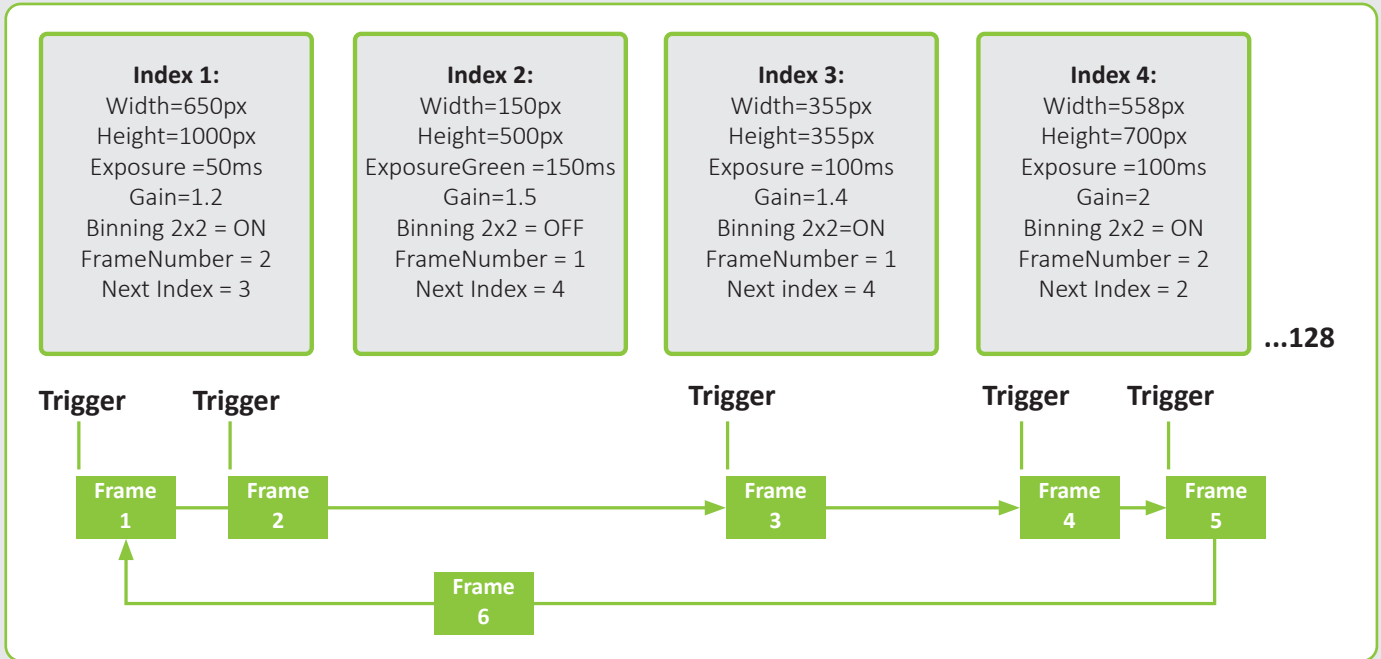 Index 1:
Width=650px
Height=1000px
Exposure =50ms
Gain=1.2
Binning 2x2 = ON
FrameNumber = 2
Next Index = 3
Index 2:
Width=150px
Height=500px
ExposureGreen =150ms
Gain=1.5
Binning 2x2 = OFF
FrameNumber = 1
Next Index = 4
Index 3:
Width=355px
Height=355px
Exposure =100ms
Gain=1.4
Binning 2x2=ON
FrameNumber = 1
Next index = 4
Index 4:
Width=558px
Height=700px
Exposure =100ms
Gain=2
Binning 2x2 = ON
FrameNumber = 2
Next Index = 2
...128
Trigger
Trigger
Trigger
Trigger
Trigger
Frame
1
Frame
2
Frame
3
Frame
4
Frame
5
Frame
6